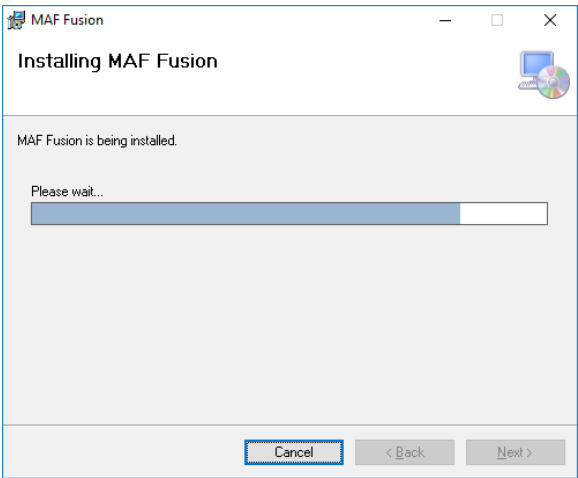 MAF Fusion
Installing MAF Fusion
MAF Fusion is being installed.
Please wait...
Cancel
< Back
Next >